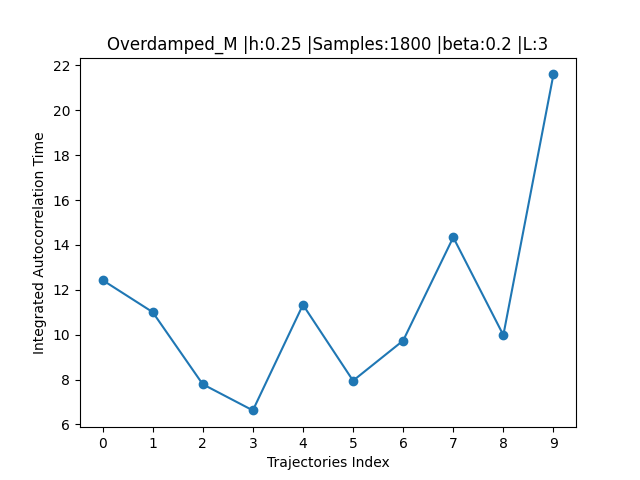 Overdamped_M |h:0.25 |Samples:1800 |beta:0.2 |L:3
22
20
18
16
14
12
10
8
6
Integrated Autocorrelation Time
0 1 2 3 4 5 6 7 8 9
Trajectories Index